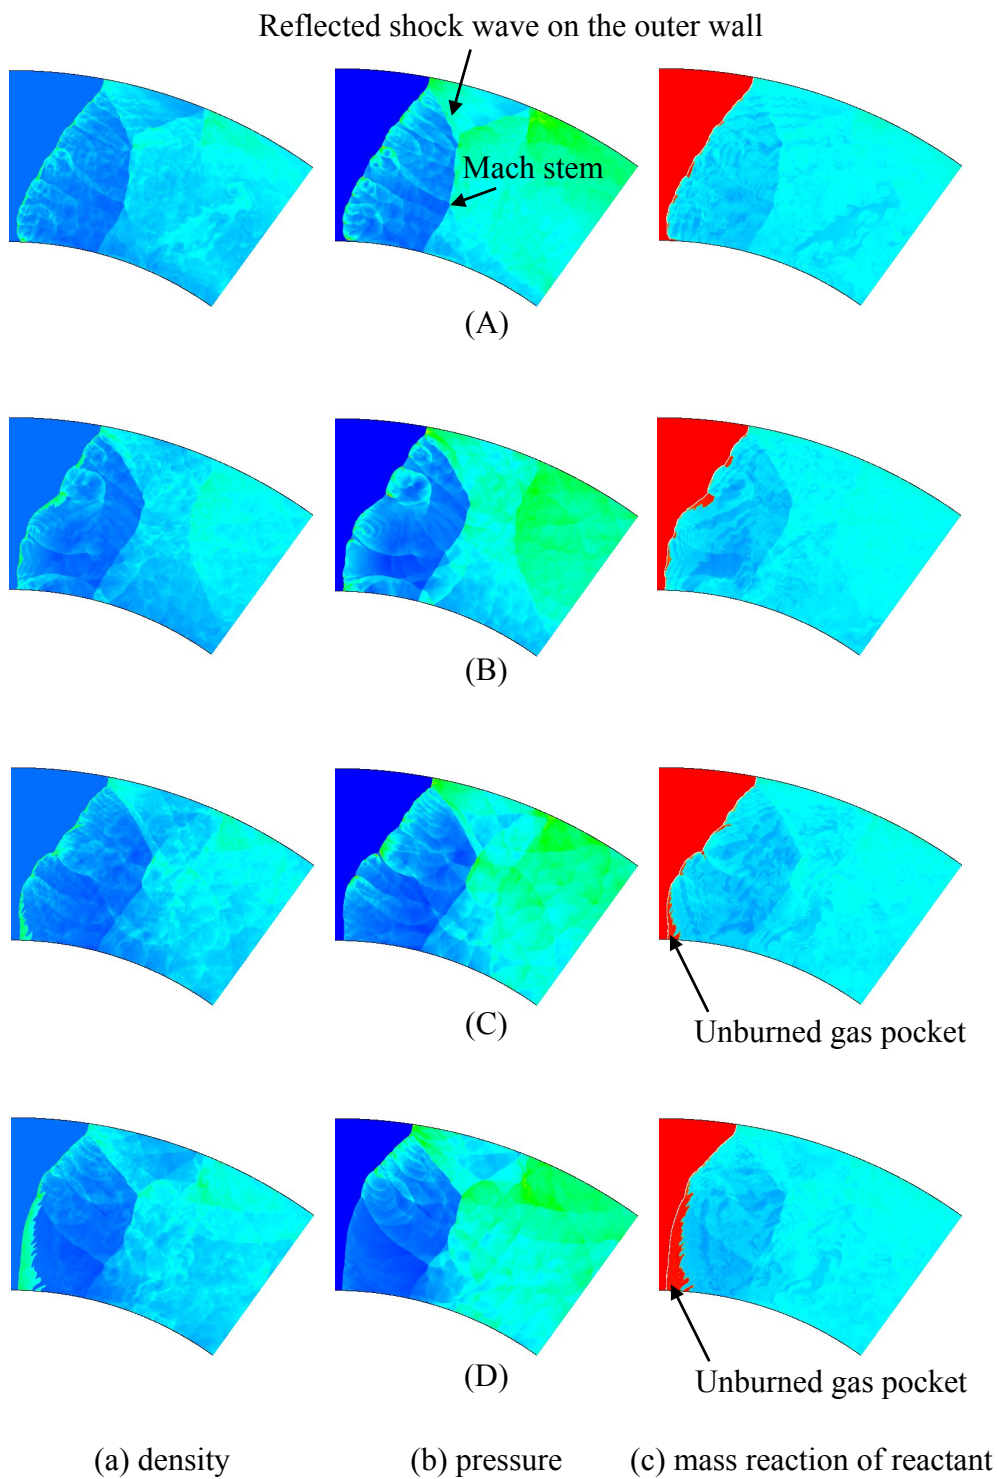 Reflected shock wave on the outer wall
Mach stem
(A)
(B)
(C)
Unburned gas pocket
(D)
Unburned gas pocket
(a) density (b) pressure (c) mass reaction of reactant